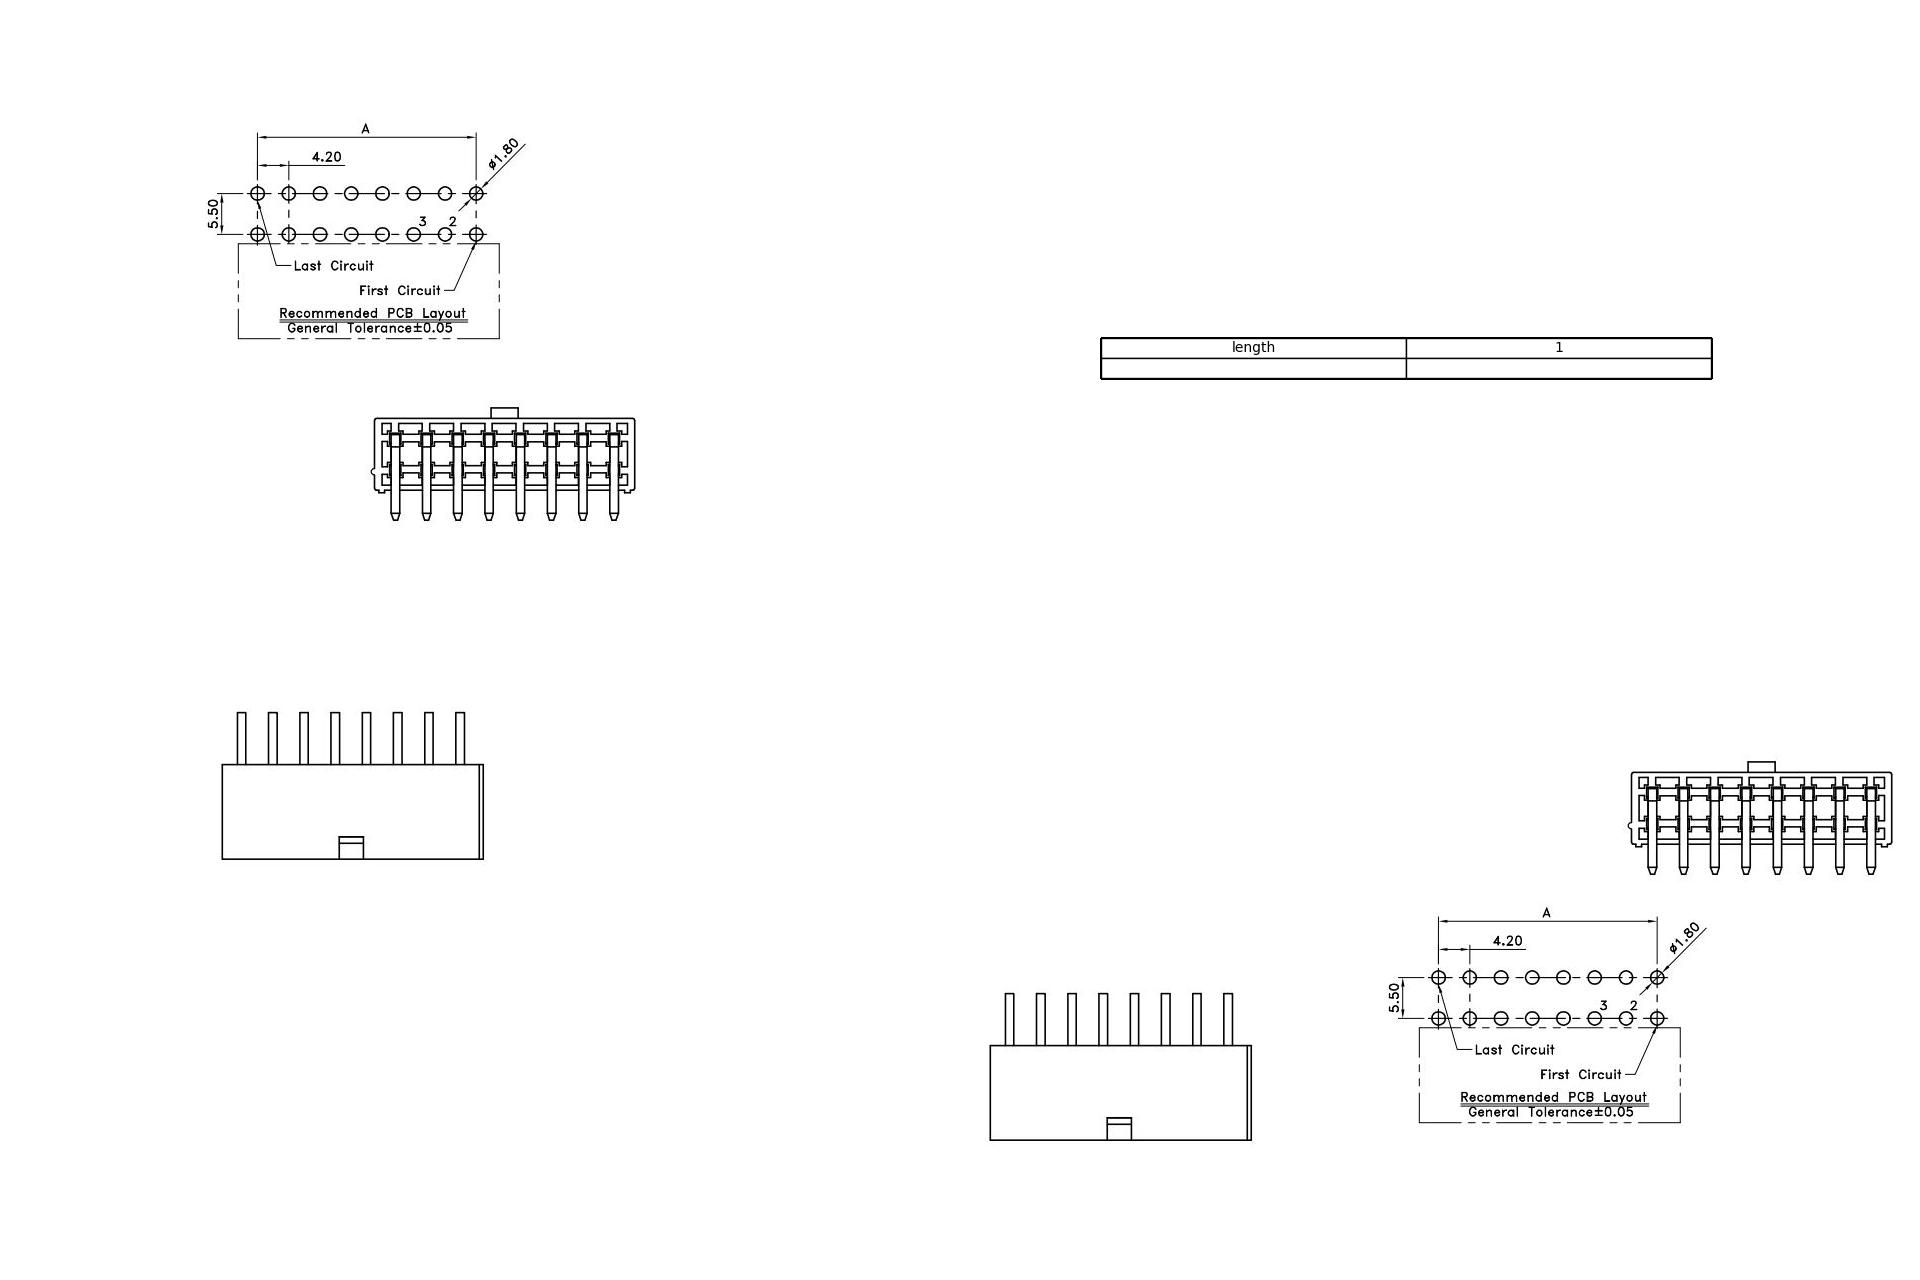 A
4.20
ø1.80
5.50
3 2
Last Circuit
First Circuit
Recommended PCB Layout
General Tolerance±0.05
length 1
A
4.20
ø1.80
5.50
3 2
Last Circuit
First Circuit
Recommended PCB Layout
General Tolerance±0.05